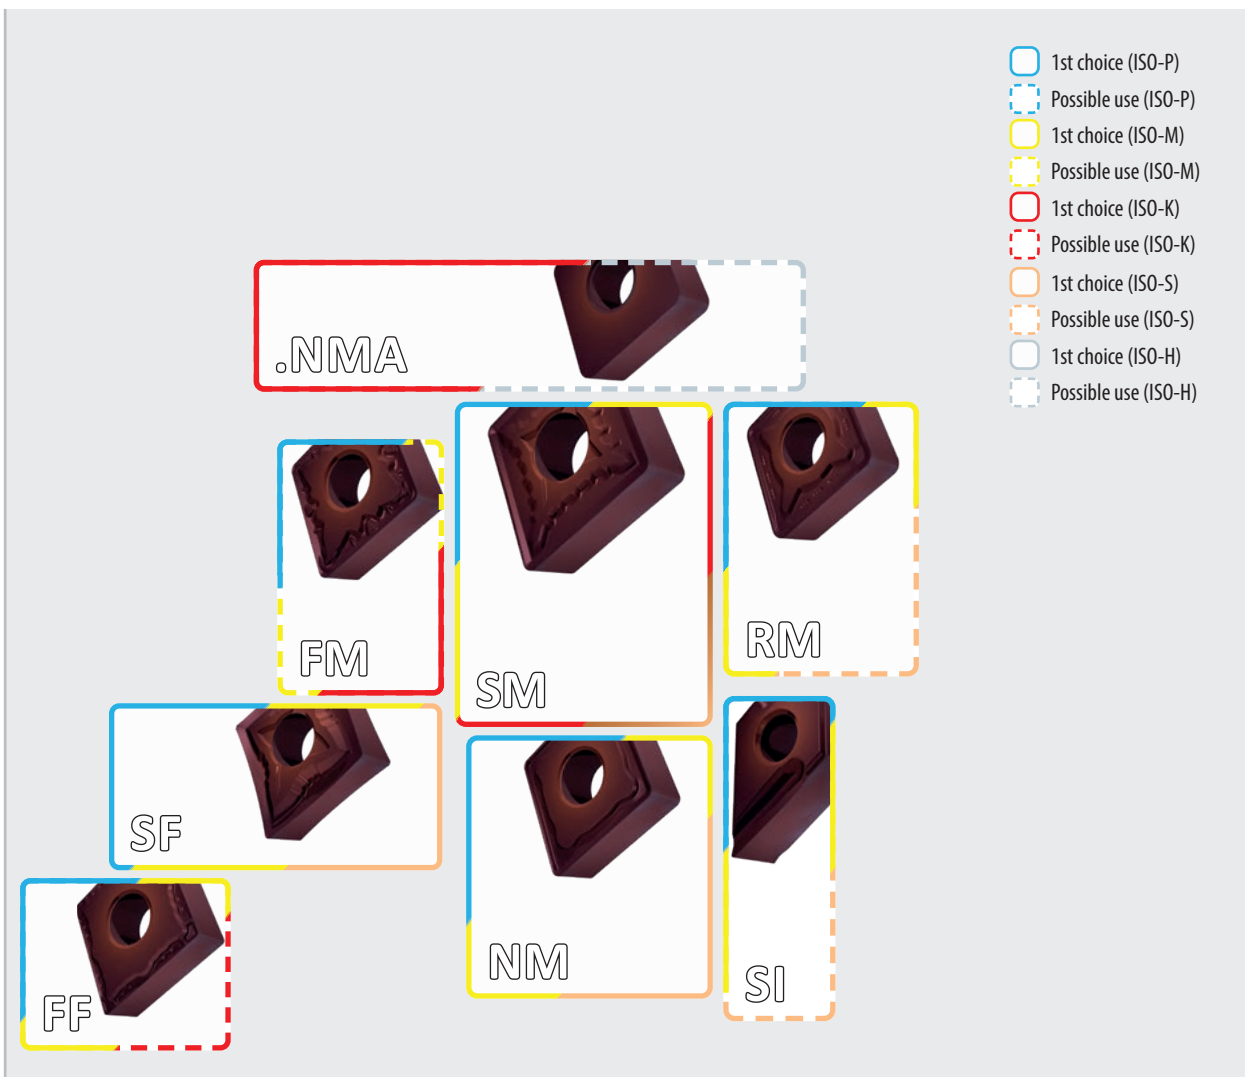 1st choice (ISO-P)
Possible use (ISO-P)
1st choice (ISO-M)
Possible use (ISO-M)
1st choice (ISO-K)
Possible use (ISO-K)
1st choice (ISO-S)
Possible use (ISO-S)
1st choice (ISO-H)
Possible use (ISO-H)
.NMA
FM
SM
RM
SF
NM
SI
FF